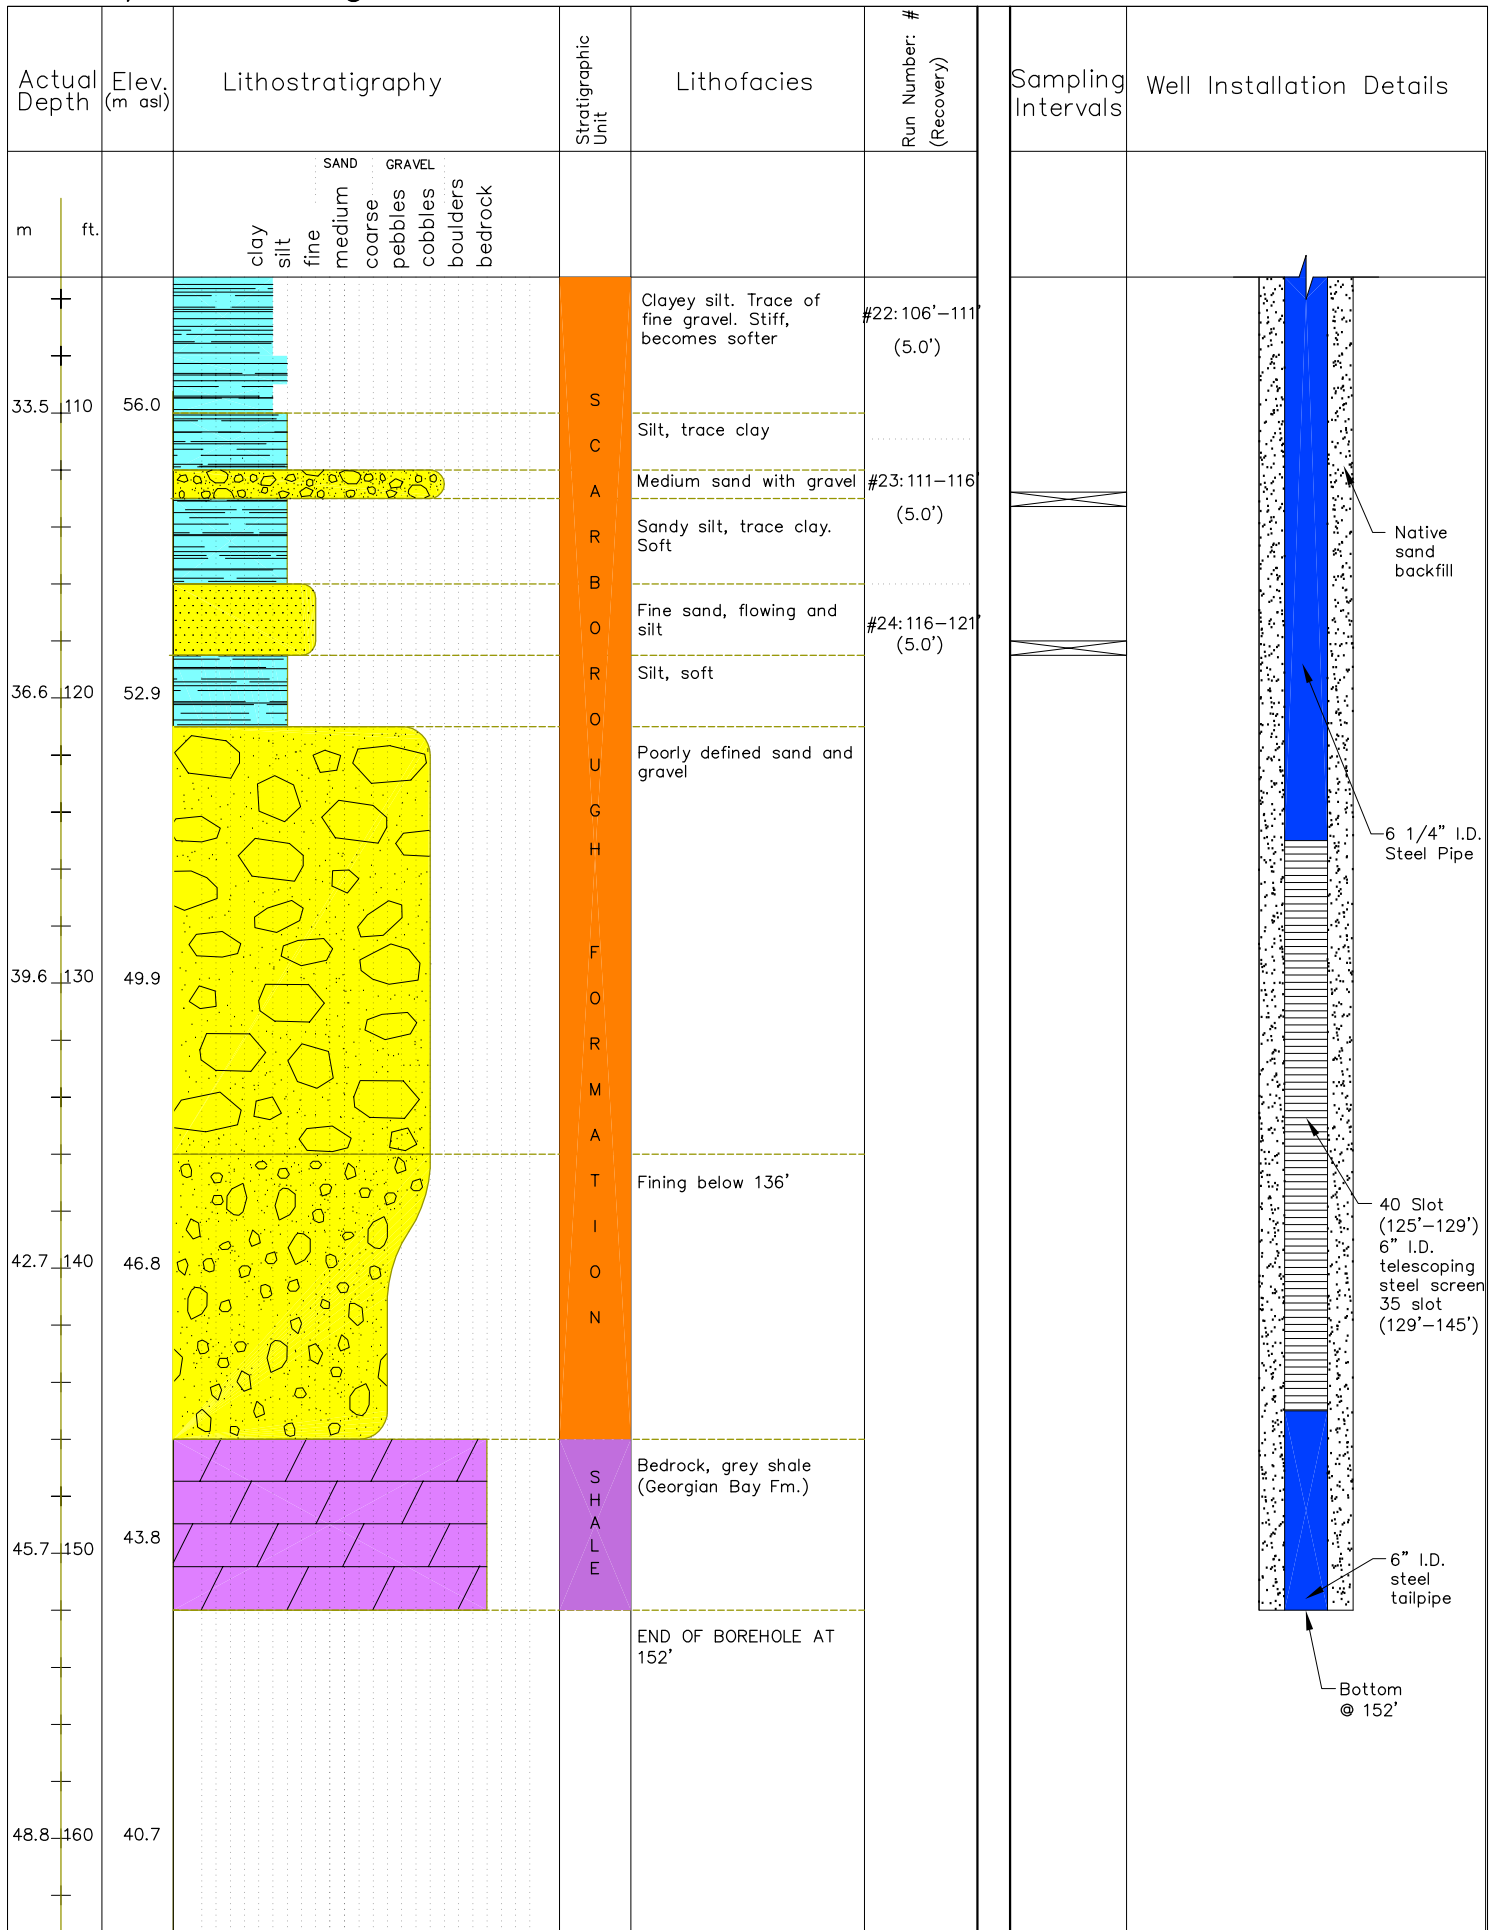 Actual
Depth
Elev.
(m asl)
Lithostratigraphy
Stratigraphic
Unit
Lithofacies
Run Number: #
(Recovery)
Sampling
Intervals
Well Installation Details
m ft.
SAND GRAVEL
clay
silt
fine
medium
coarse
pebbles
cobbles
boulders
bedrock
33.5 110 56.0
36.6 120 52.9
39.6 130 49.9
42.7 140 46.8
45.7 150 43.8
48.8 160 40.7
SCARBOROUGH FORMATION
SHALE
Clayey silt. Trace of
fine gravel. Stiff,
becomes softer
Silt, trace clay
Medium sand with gravel
Sandy silt, trace clay.
Soft
Fine sand, flowing and
silt
Silt, soft
Poorly defined sand and
gravel
Fining below 136'
Bedrock, grey shale
(Georgian Bay Fm.)
END OF BOREHOLE AT
152'
#22: 106'-111'
(5.0')
#23: 111-116'
(5.0')
#24: 116-121'
(5.0')
Native
sand
backfill
6 1/4" I.D.
Steel Pipe
40 Slot
(125'-129')
6" I.D.
telescoping
steel screen
35 slot
(129'-145')
6" I.D.
steel
tailpipe
Bottom
@ 152'